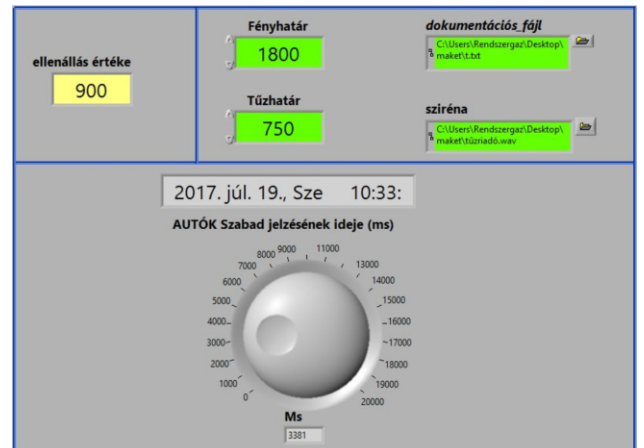 ellenállás értéke
900
Fényhatár
1800
Tűzhatár
750
dokumentációs_fájl
C:\Users\Rendszergaz\Desktop\
maket\t.txt
sziréna
C:\Users\Rendszergaz\Desktop\
maket\tűzriadó.wav
2017. júl. 19., Sze 10:33:
AUTÓK Szabad jelzésének ideje (ms)
0
1000
2000
3000
4000
5000
6000
7000
8000
9000
11000
13000
14000
15000
16000
17000
18000
19000
20000
Ms
3381